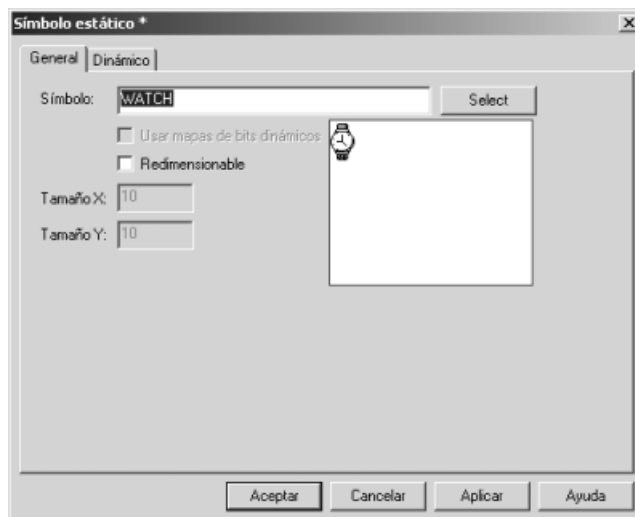 Símbolo estático *
General Dinámico
Símbolo: WATCH Select
Usar mapas de bits dinámicos
Redimensionable
Tamaño X: 10
Tamaño Y: 10
Aceptar Cancelar Aplicar Ayuda